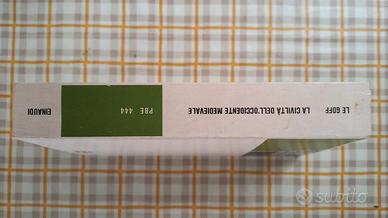 LE GOFF LA CIVILTÀ DELL'OCCIDENTE MEDIEVALE PBE 444 EINAUDI
subito